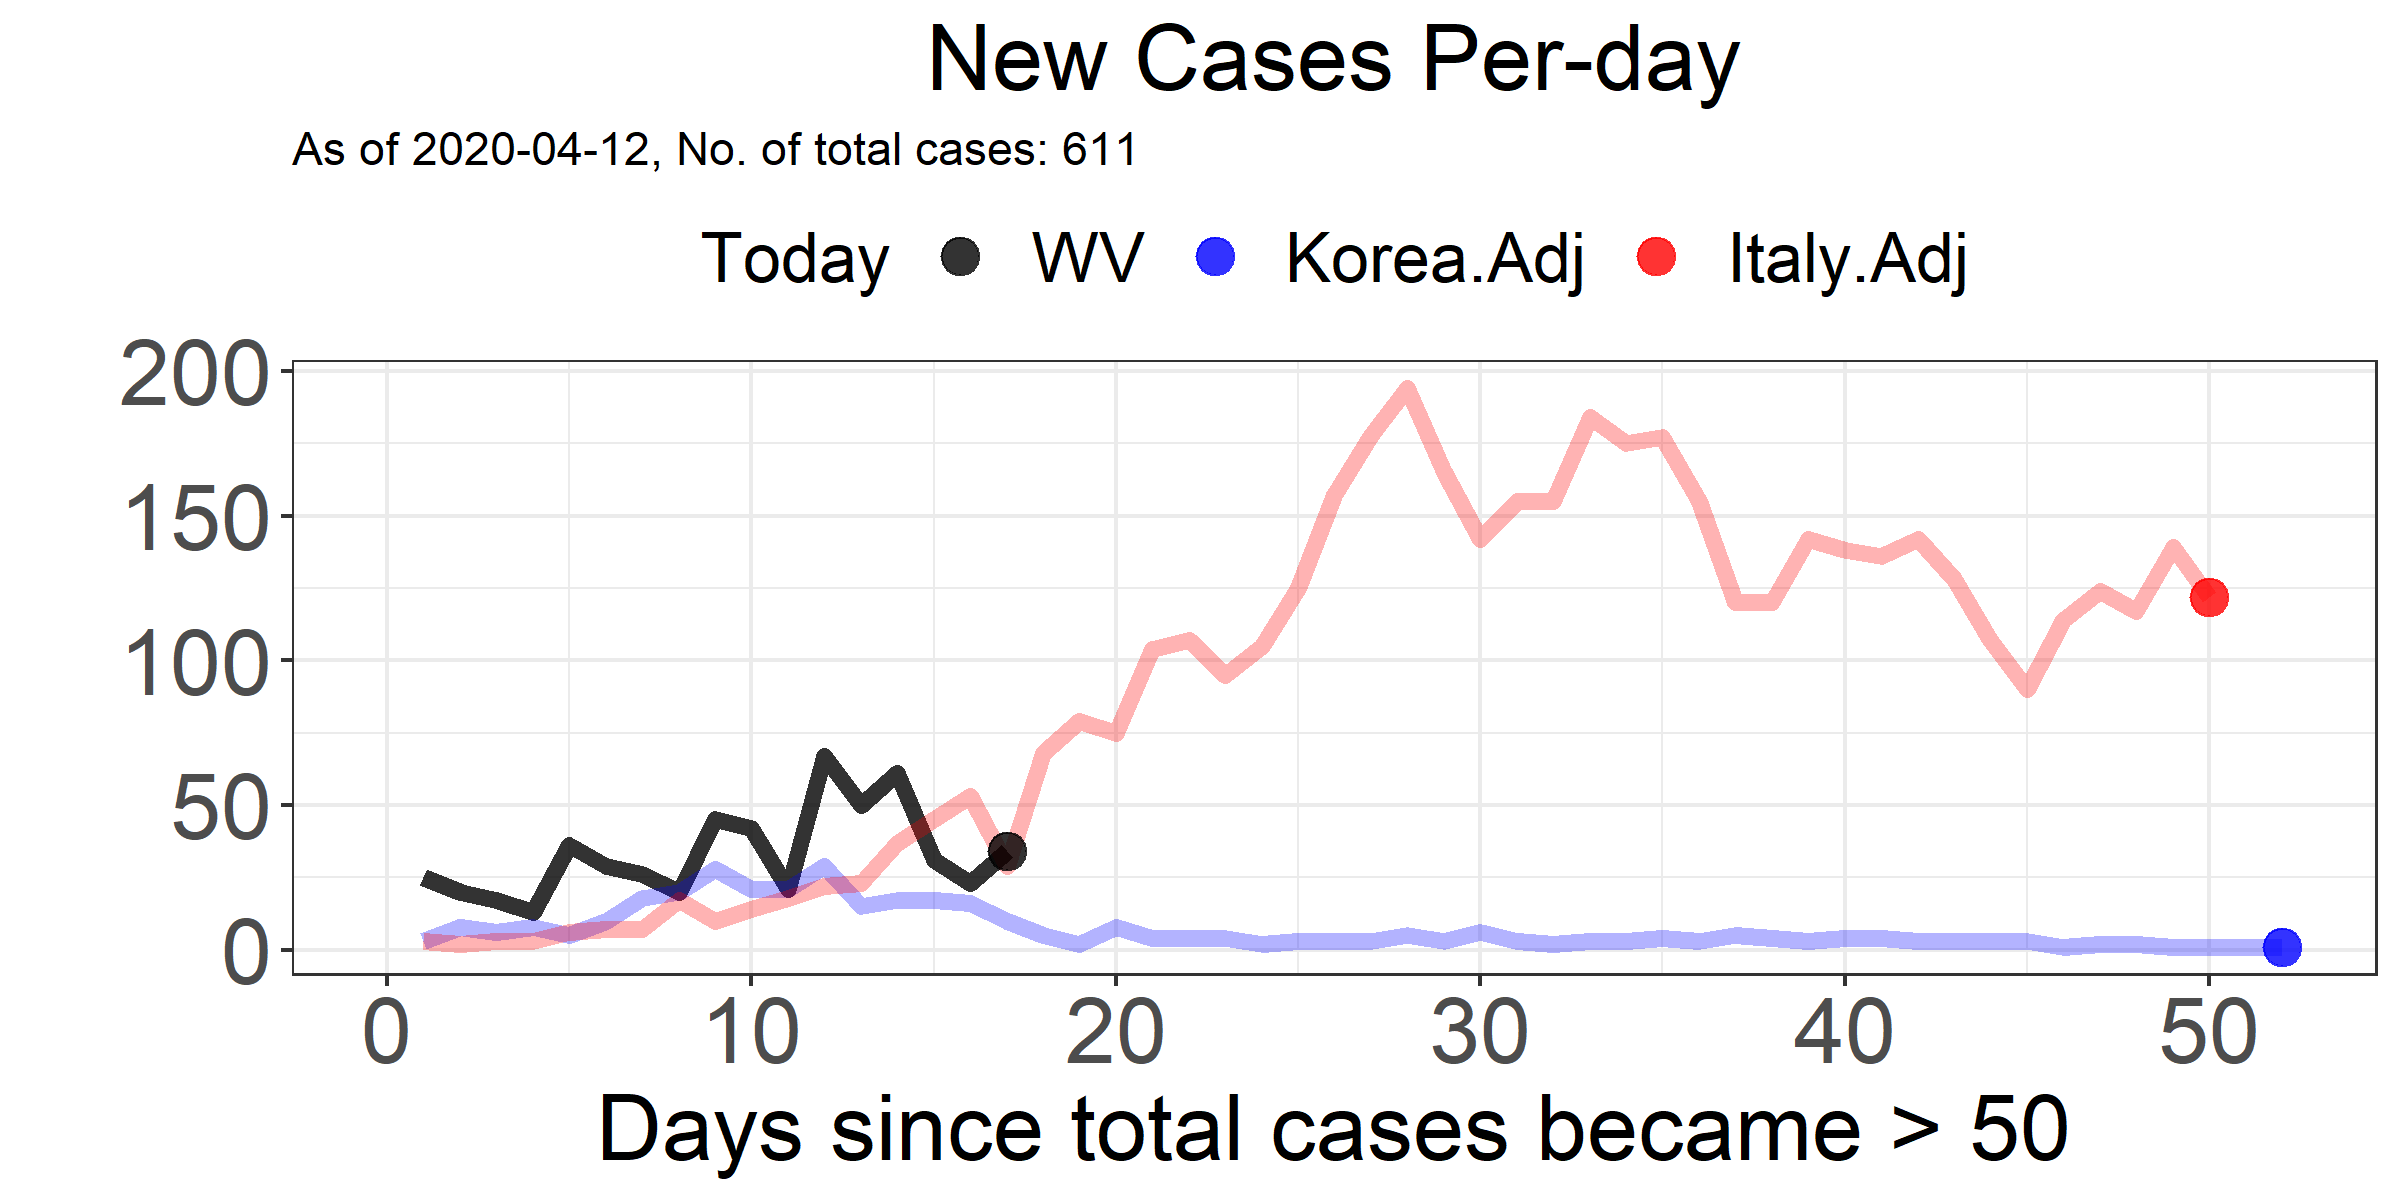 New Cases Per-day
As of 2020-04-12, No. of total cases: 611
Today WV Korea.Adj Italy.Adj
200
150
100
50
0
0 10 20 30 40 50
Days since total cases became > 50